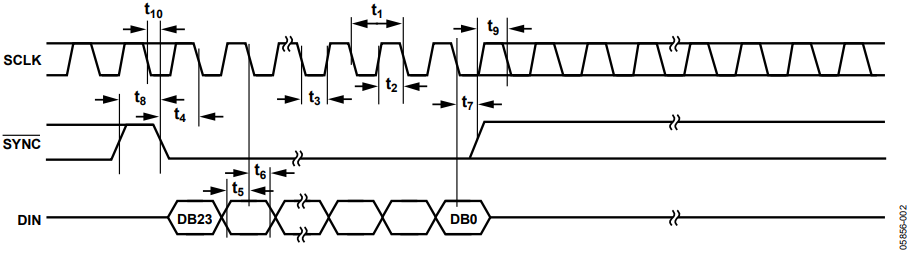 t10
t1
t9
SCLK
t8
t4
t3
t2
t7
SYNC
t6
t5
DIN
DB23
DB0
05856-002